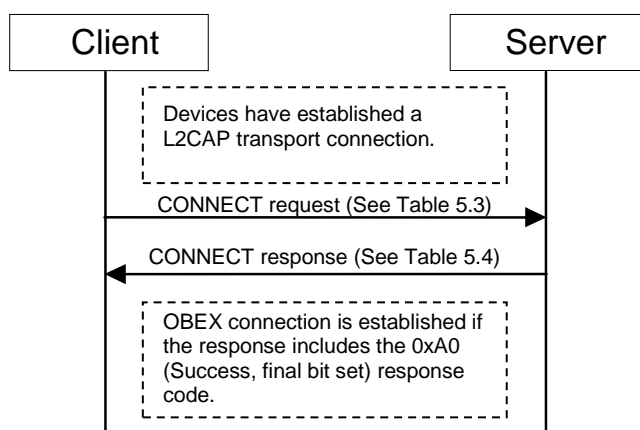 Client
Server
Devices have established a
L2CAP transport connection.
CONNECT request (See Table 5.3)
CONNECT response (See Table 5.4)
OBEX connection is established if
the response includes the 0xA0
(Success, final bit set) response
code.